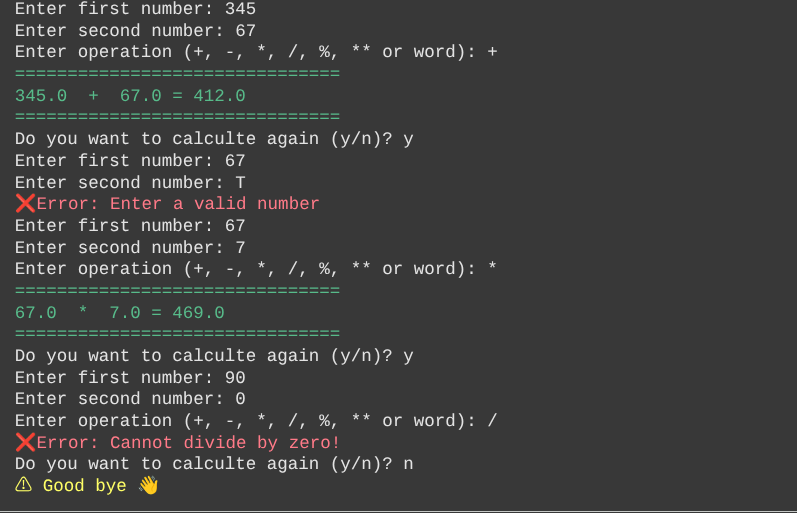 Enter first number: 345
Enter second number: 67
Enter operation (+, -, *, /, %, ** or word): +
===============================
345.0  +  67.0 = 412.0
===============================
Do you want to calculte again (y/n)? y
Enter first number: 67
Enter second number: T
❌Error: Enter a valid number
Enter first number: 67
Enter second number: 7
Enter operation (+, -, *, /, %, ** or word): *
===============================
67.0  *  7.0 = 469.0
===============================
Do you want to calculte again (y/n)? y
Enter first number: 90
Enter second number: 0
Enter operation (+, -, *, /, %, ** or word): /
❌Error: Cannot divide by zero!
Do you want to calculte again (y/n)? n
⚠ Good bye 👋